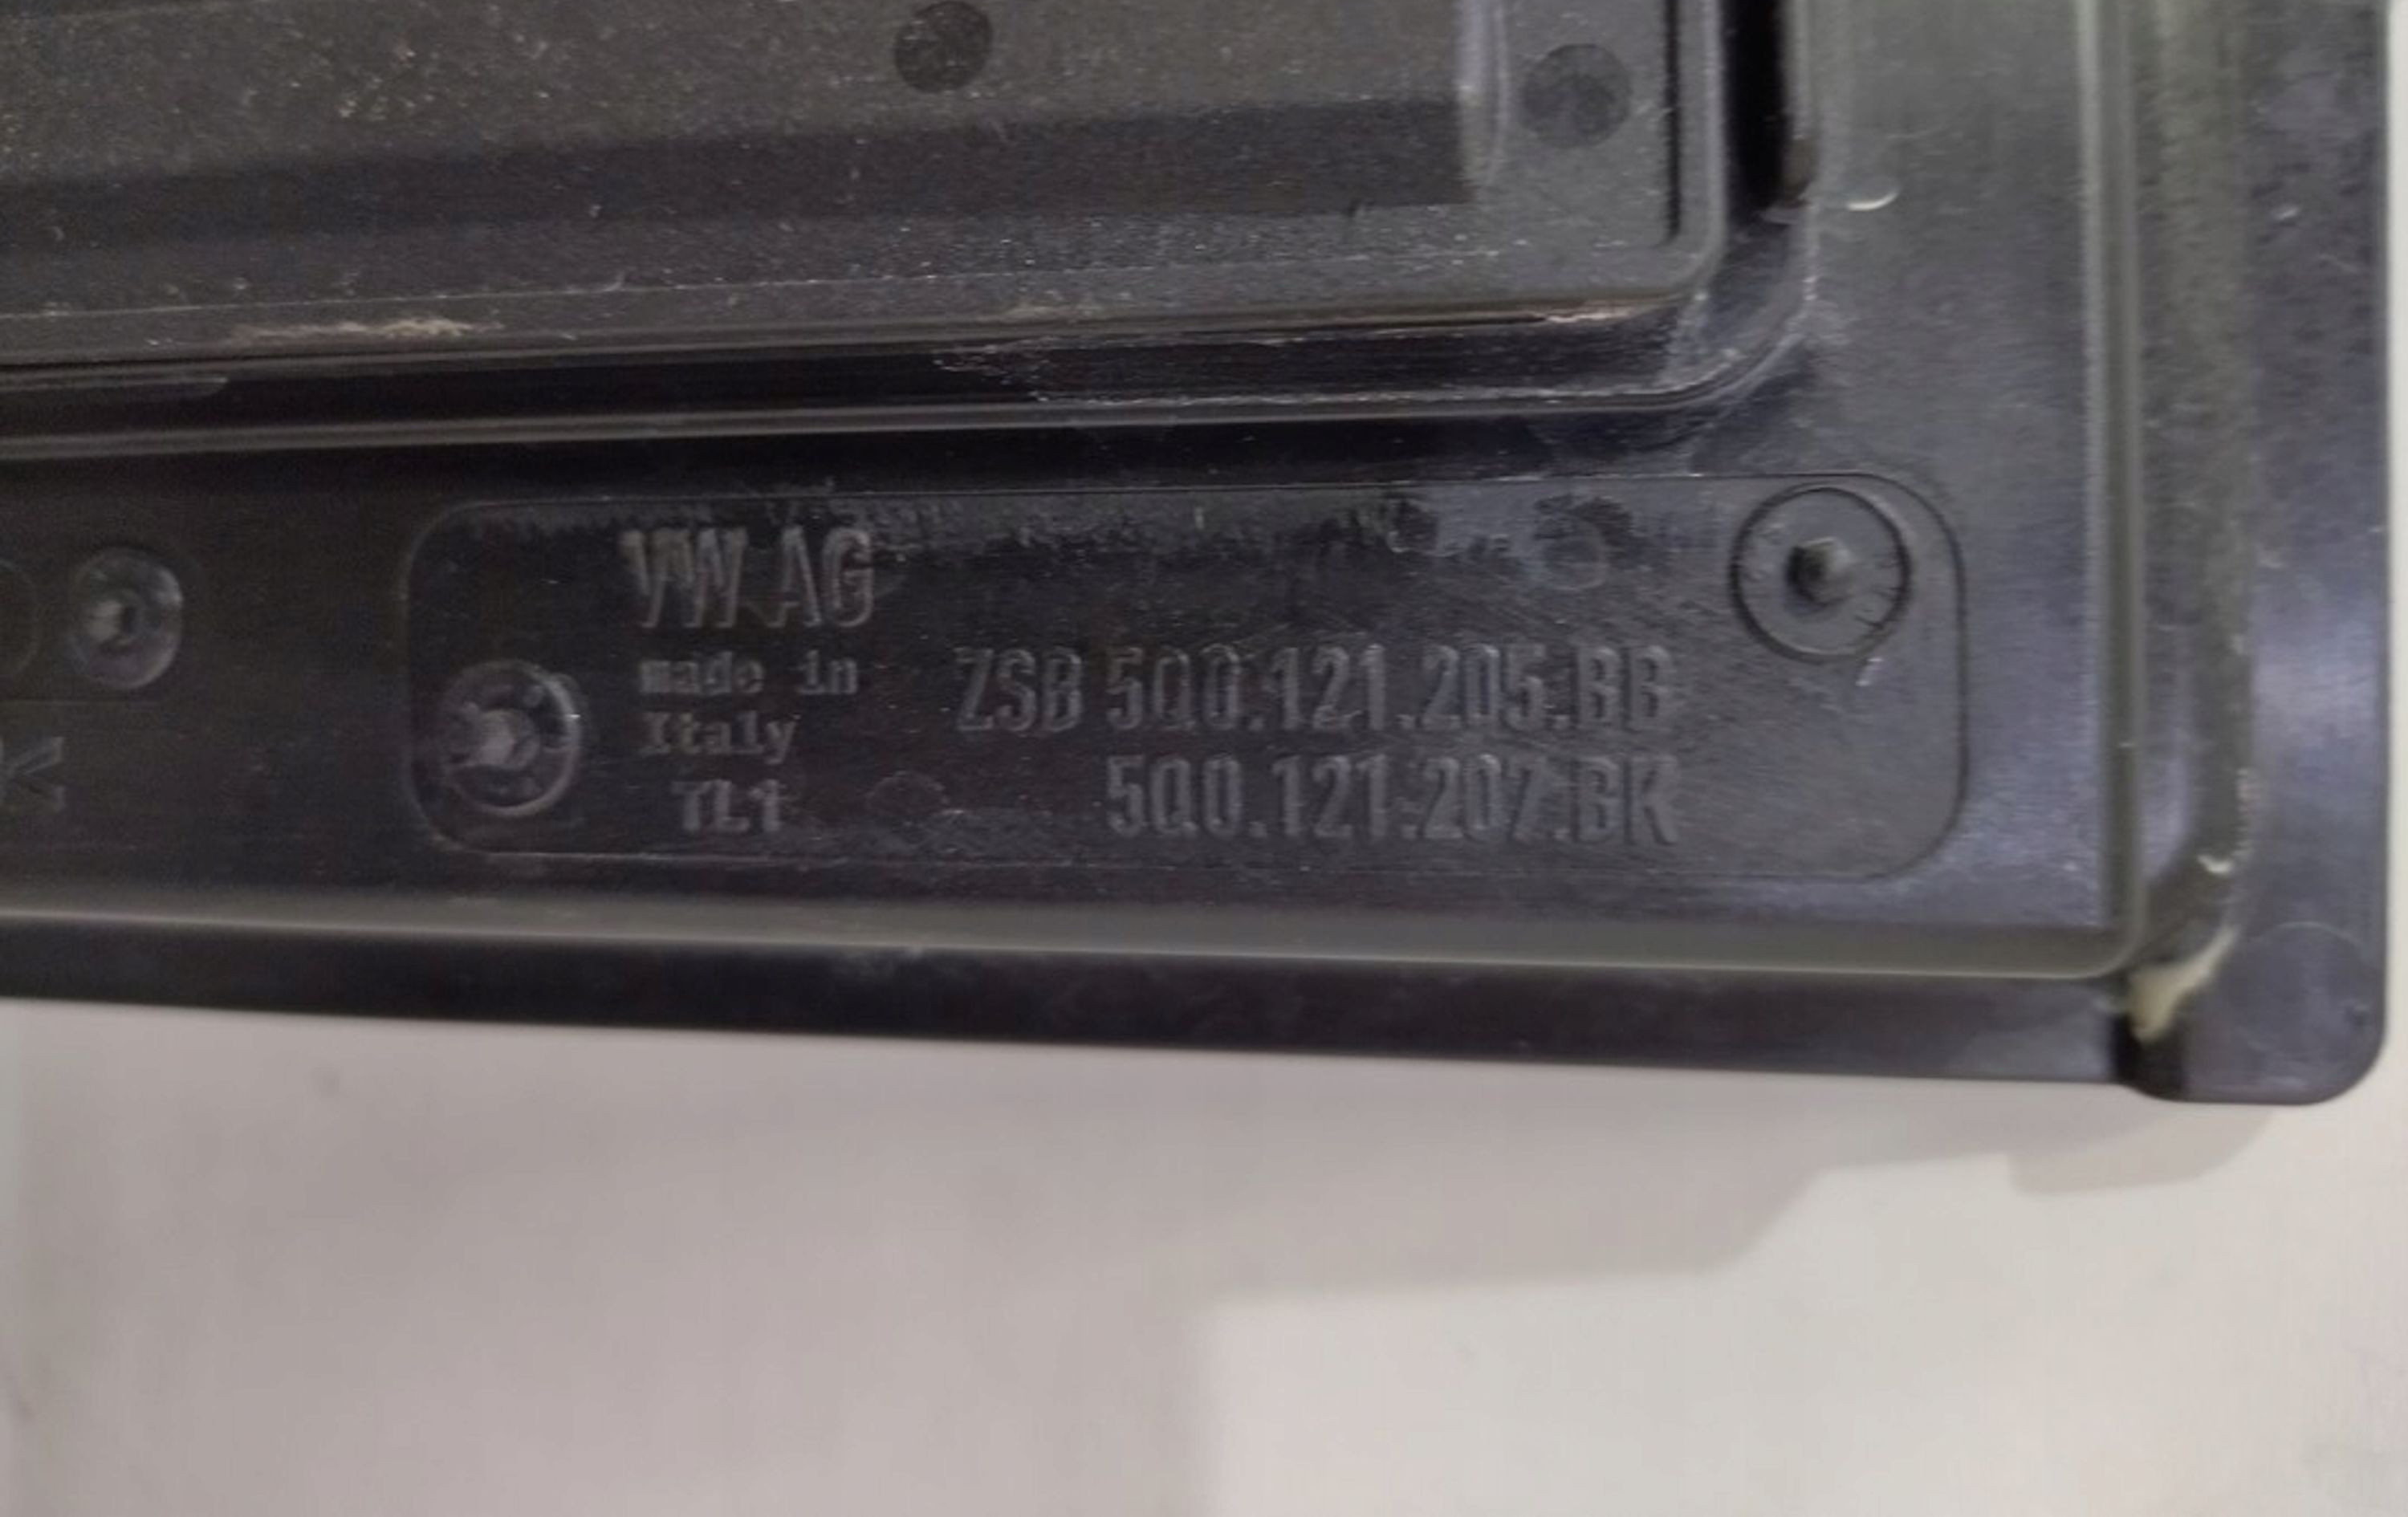 VW AG
made in
Italy
TL1
ZSB 5Q0.121.205.BB
5Q0.121.207.BK